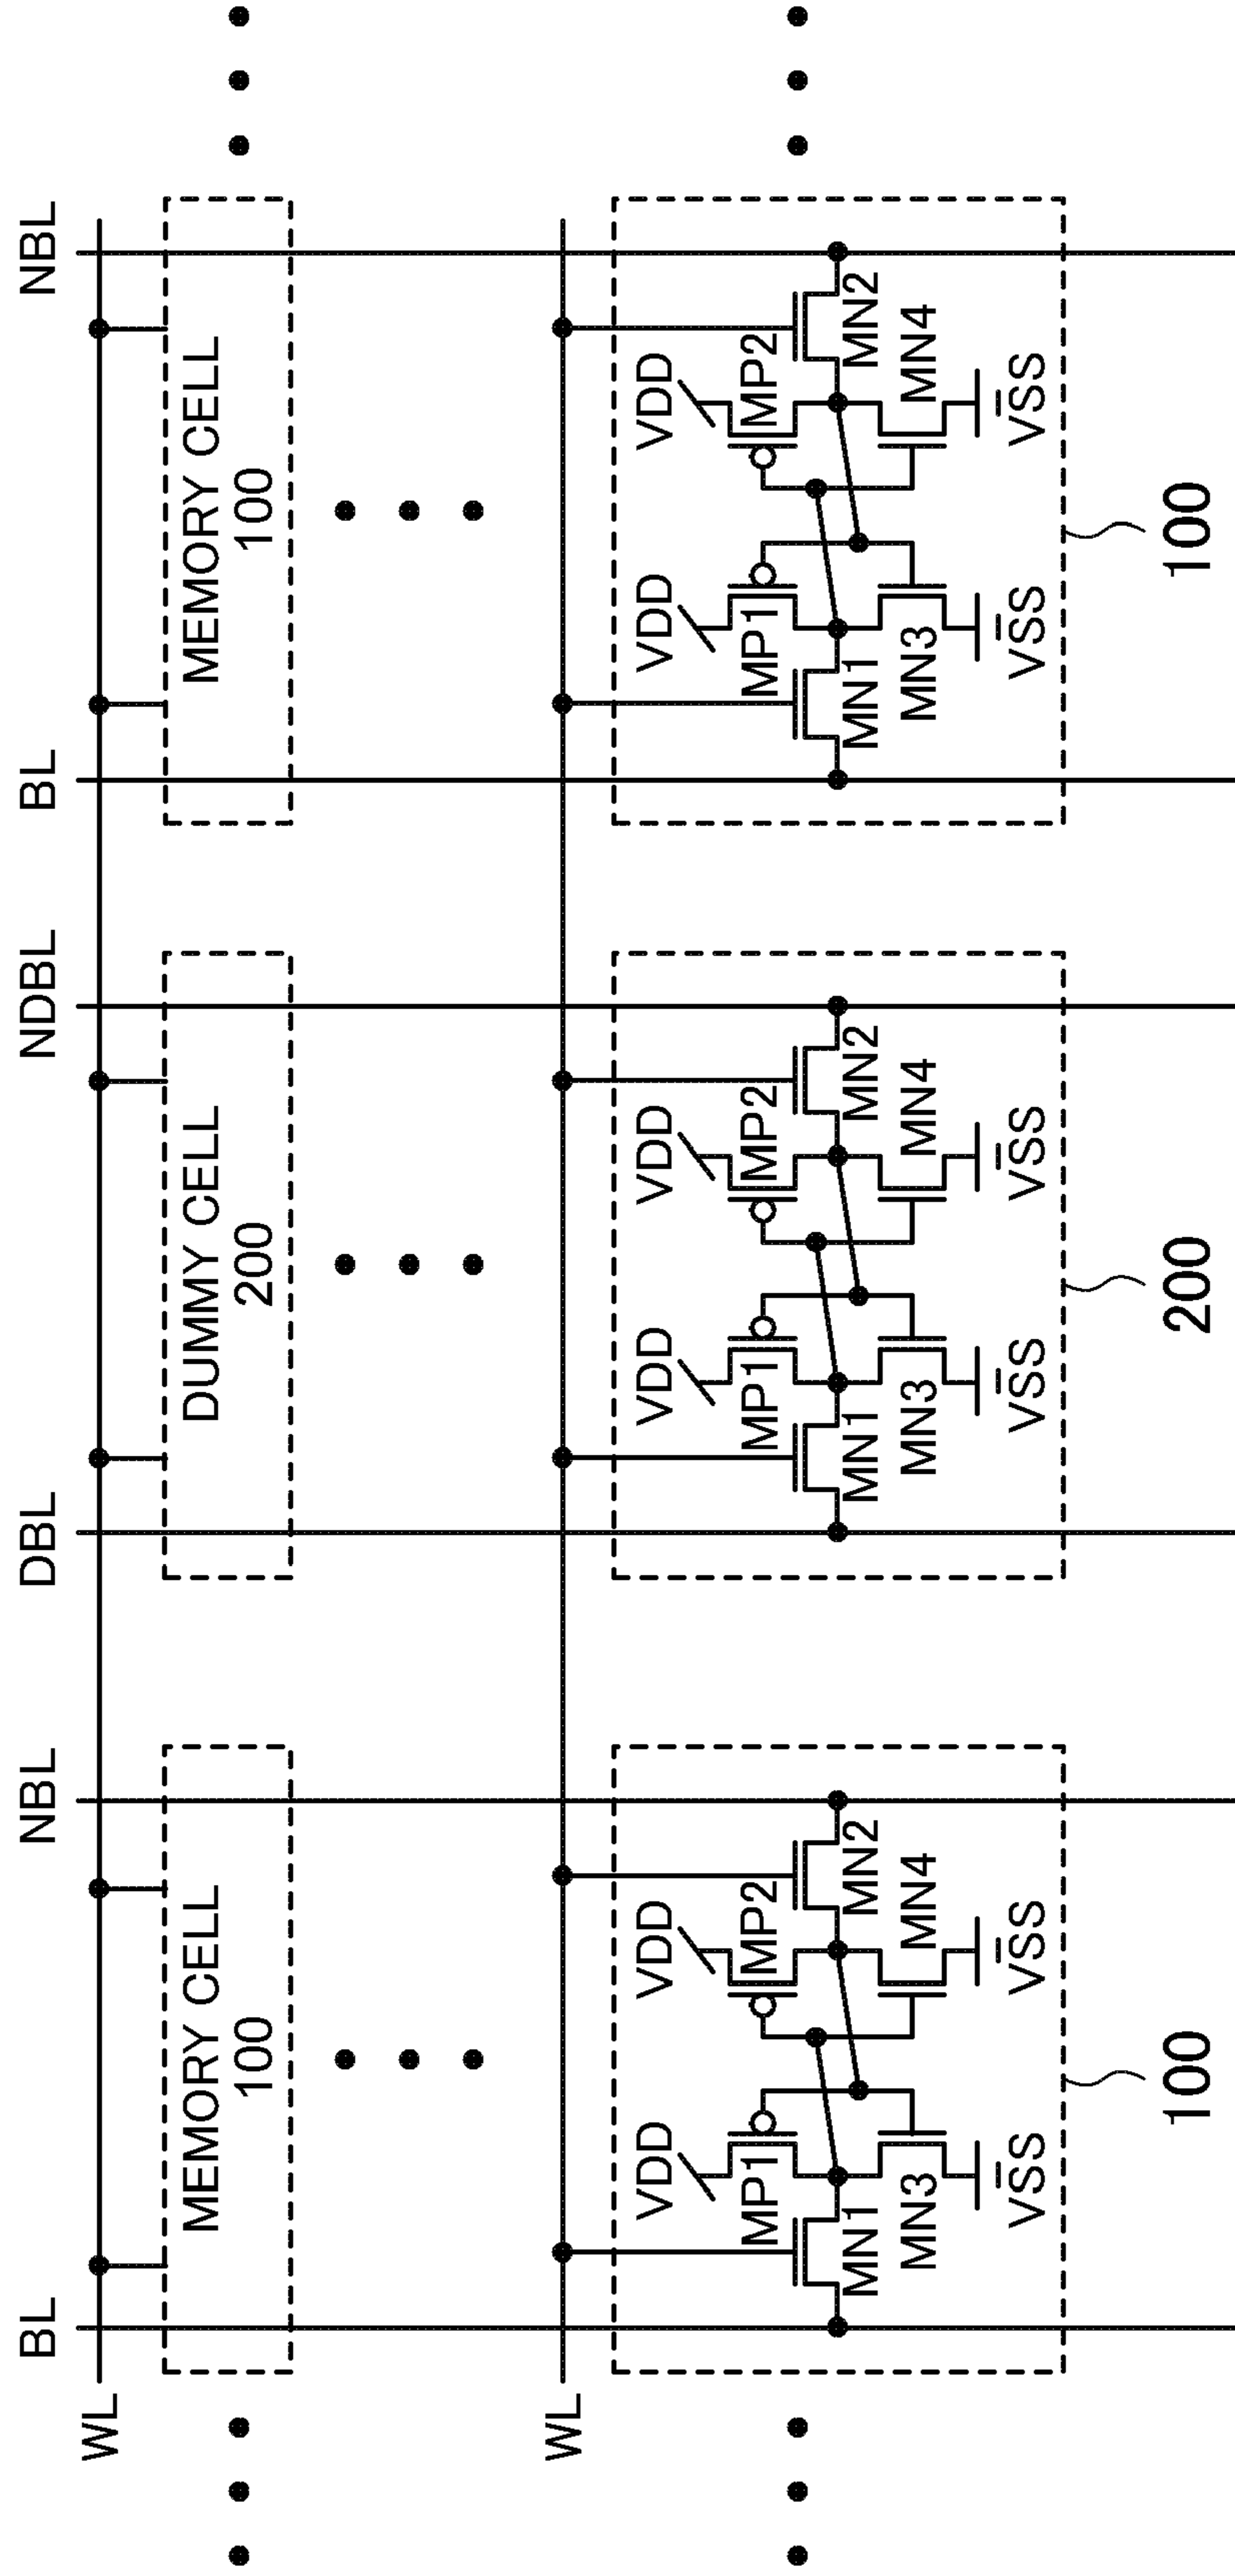 BL NBL DBL NDBL BL NBL
WL
MEMORY CELL DUMMY CELL MEMORY CELL
100 200 100
WL
VDD VDD VDD VDD VDD VDD
MP1 MP2 MP1 MP2 MP1 MP2
MN1 MN2 MN1 MN2 MN1 MN2
MN3 MN4 MN3 MN4 MN3 MN4
VSS VSS VSS VSS VSS VSS
100 200 100